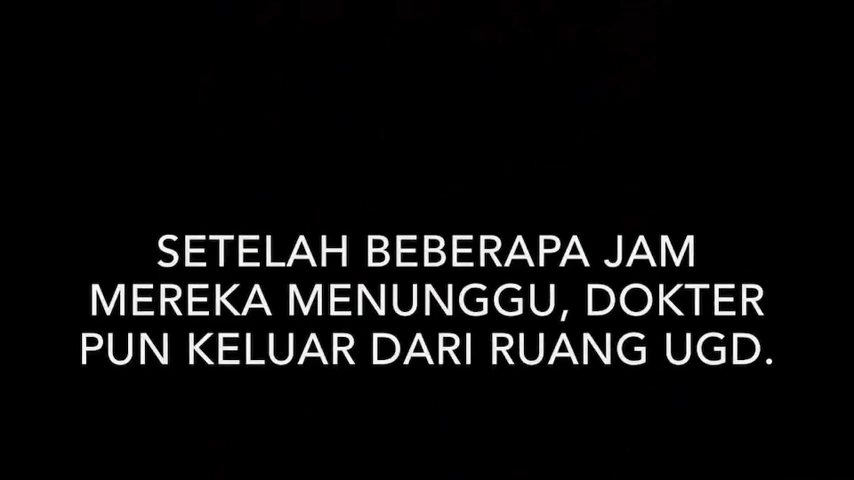 SETELAH BEBERAPA JAM
MEREKA MENUNGGU, DOKTER
PUN KELUAR DARI RUANG UGD.